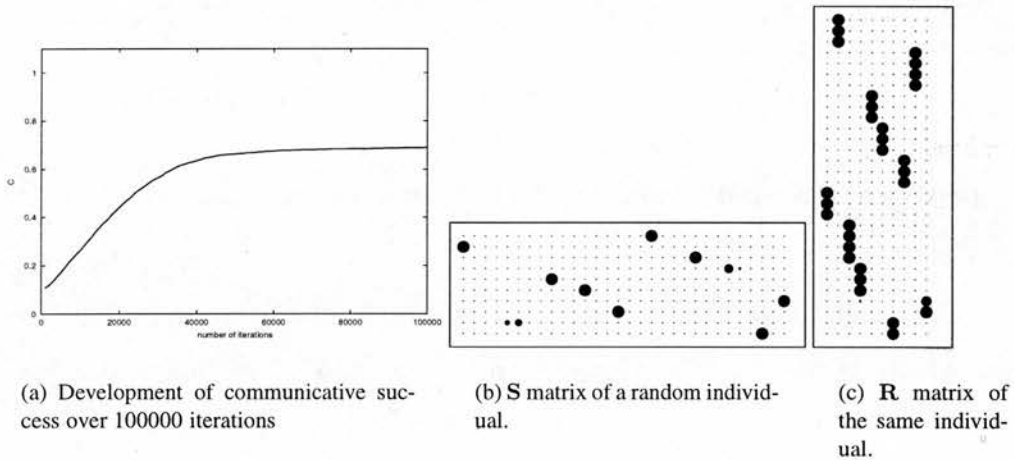 1
0.8
0.6
0.4
0.2
0
C
0 20000 40000 60000 80000 100000
number of iterations
(a) Development of communicative suc-
cess over 100000 iterations
(b) S matrix of a random individ-
ual.
(c) R matrix of
the same individ-
ual.